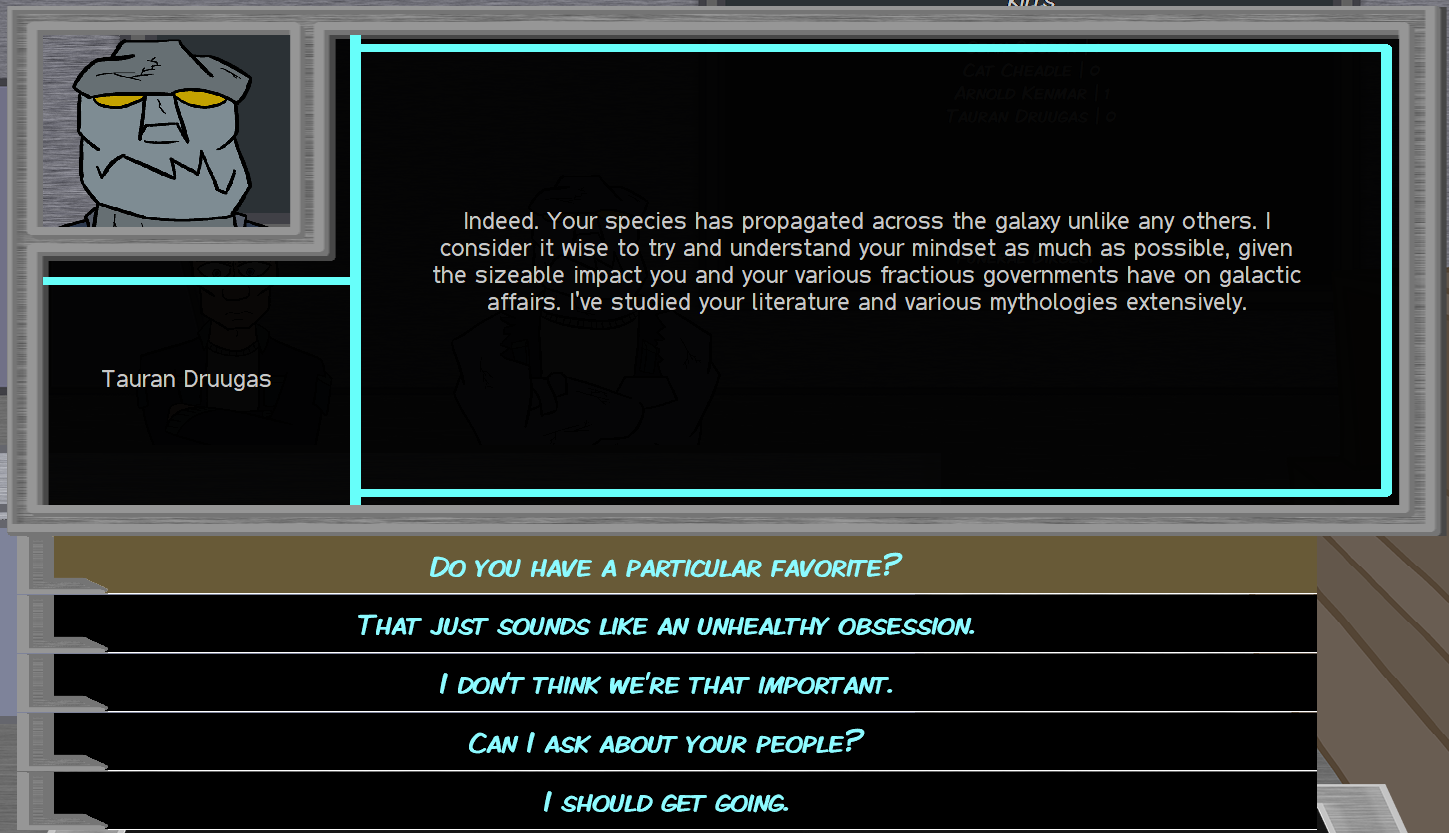 KILLS
CAT CHEADLE | 0
ARNOLD KENMAR | 1
TAURAN DRUUGAS | 0
Indeed. Your species has propagated across the galaxy unlike any others. I
consider it wise to try and understand your mindset as much as possible, given
the sizeable impact you and your various fractious governments have on galactic
affairs. I've studied your literature and various mythologies extensively.
Tauran Druugas
DO YOU HAVE A PARTICULAR FAVORITE?
THAT JUST SOUNDS LIKE AN UNHEALTHY OBSESSION.
I DON'T THINK WE'RE THAT IMPORTANT.
CAN I ASK ABOUT YOUR PEOPLE?
I SHOULD GET GOING.